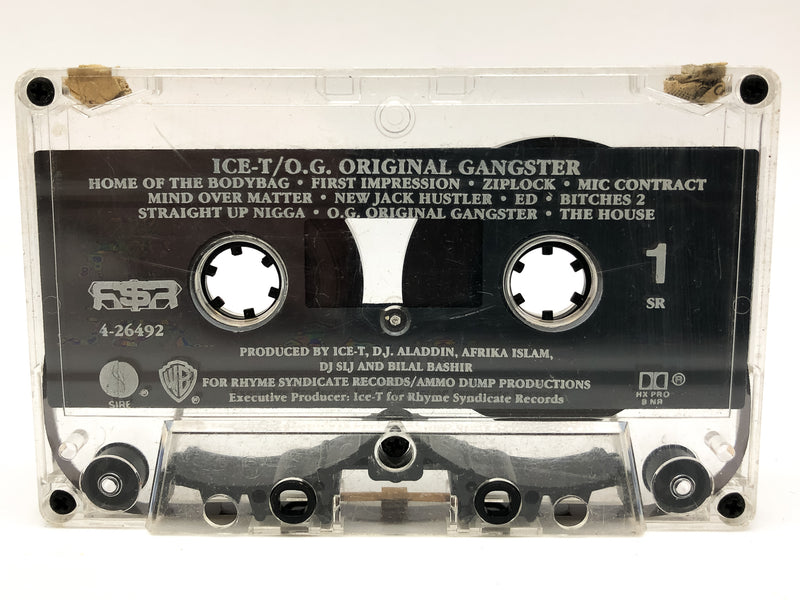 ICE-T/O.G. ORIGINAL GANGSTER
HOME OF THE BODYBAG • FIRST IMPRESSION • ZIPLOCK • MIC CONTRACT
MIND OVER MATTER • NEW JACK HUSTLER • ED • BITCHES 2
STRAIGHT UP NIGGA • O.G. ORIGINAL GANGSTER • THE HOUSE
1
SR
4-26492
PRODUCED BY ICE-T, D.J. ALADDIN, AFRIKA ISLAM,
DJ SLJ AND BILAL BASHIR
FOR RHYME SYNDICATE RECORDS/AMMO DUMP PRODUCTIONS
Executive Producer: Ice-T for Rhyme Syndicate Records
SIRE ®
WB ®
®
HX PRO
B NR